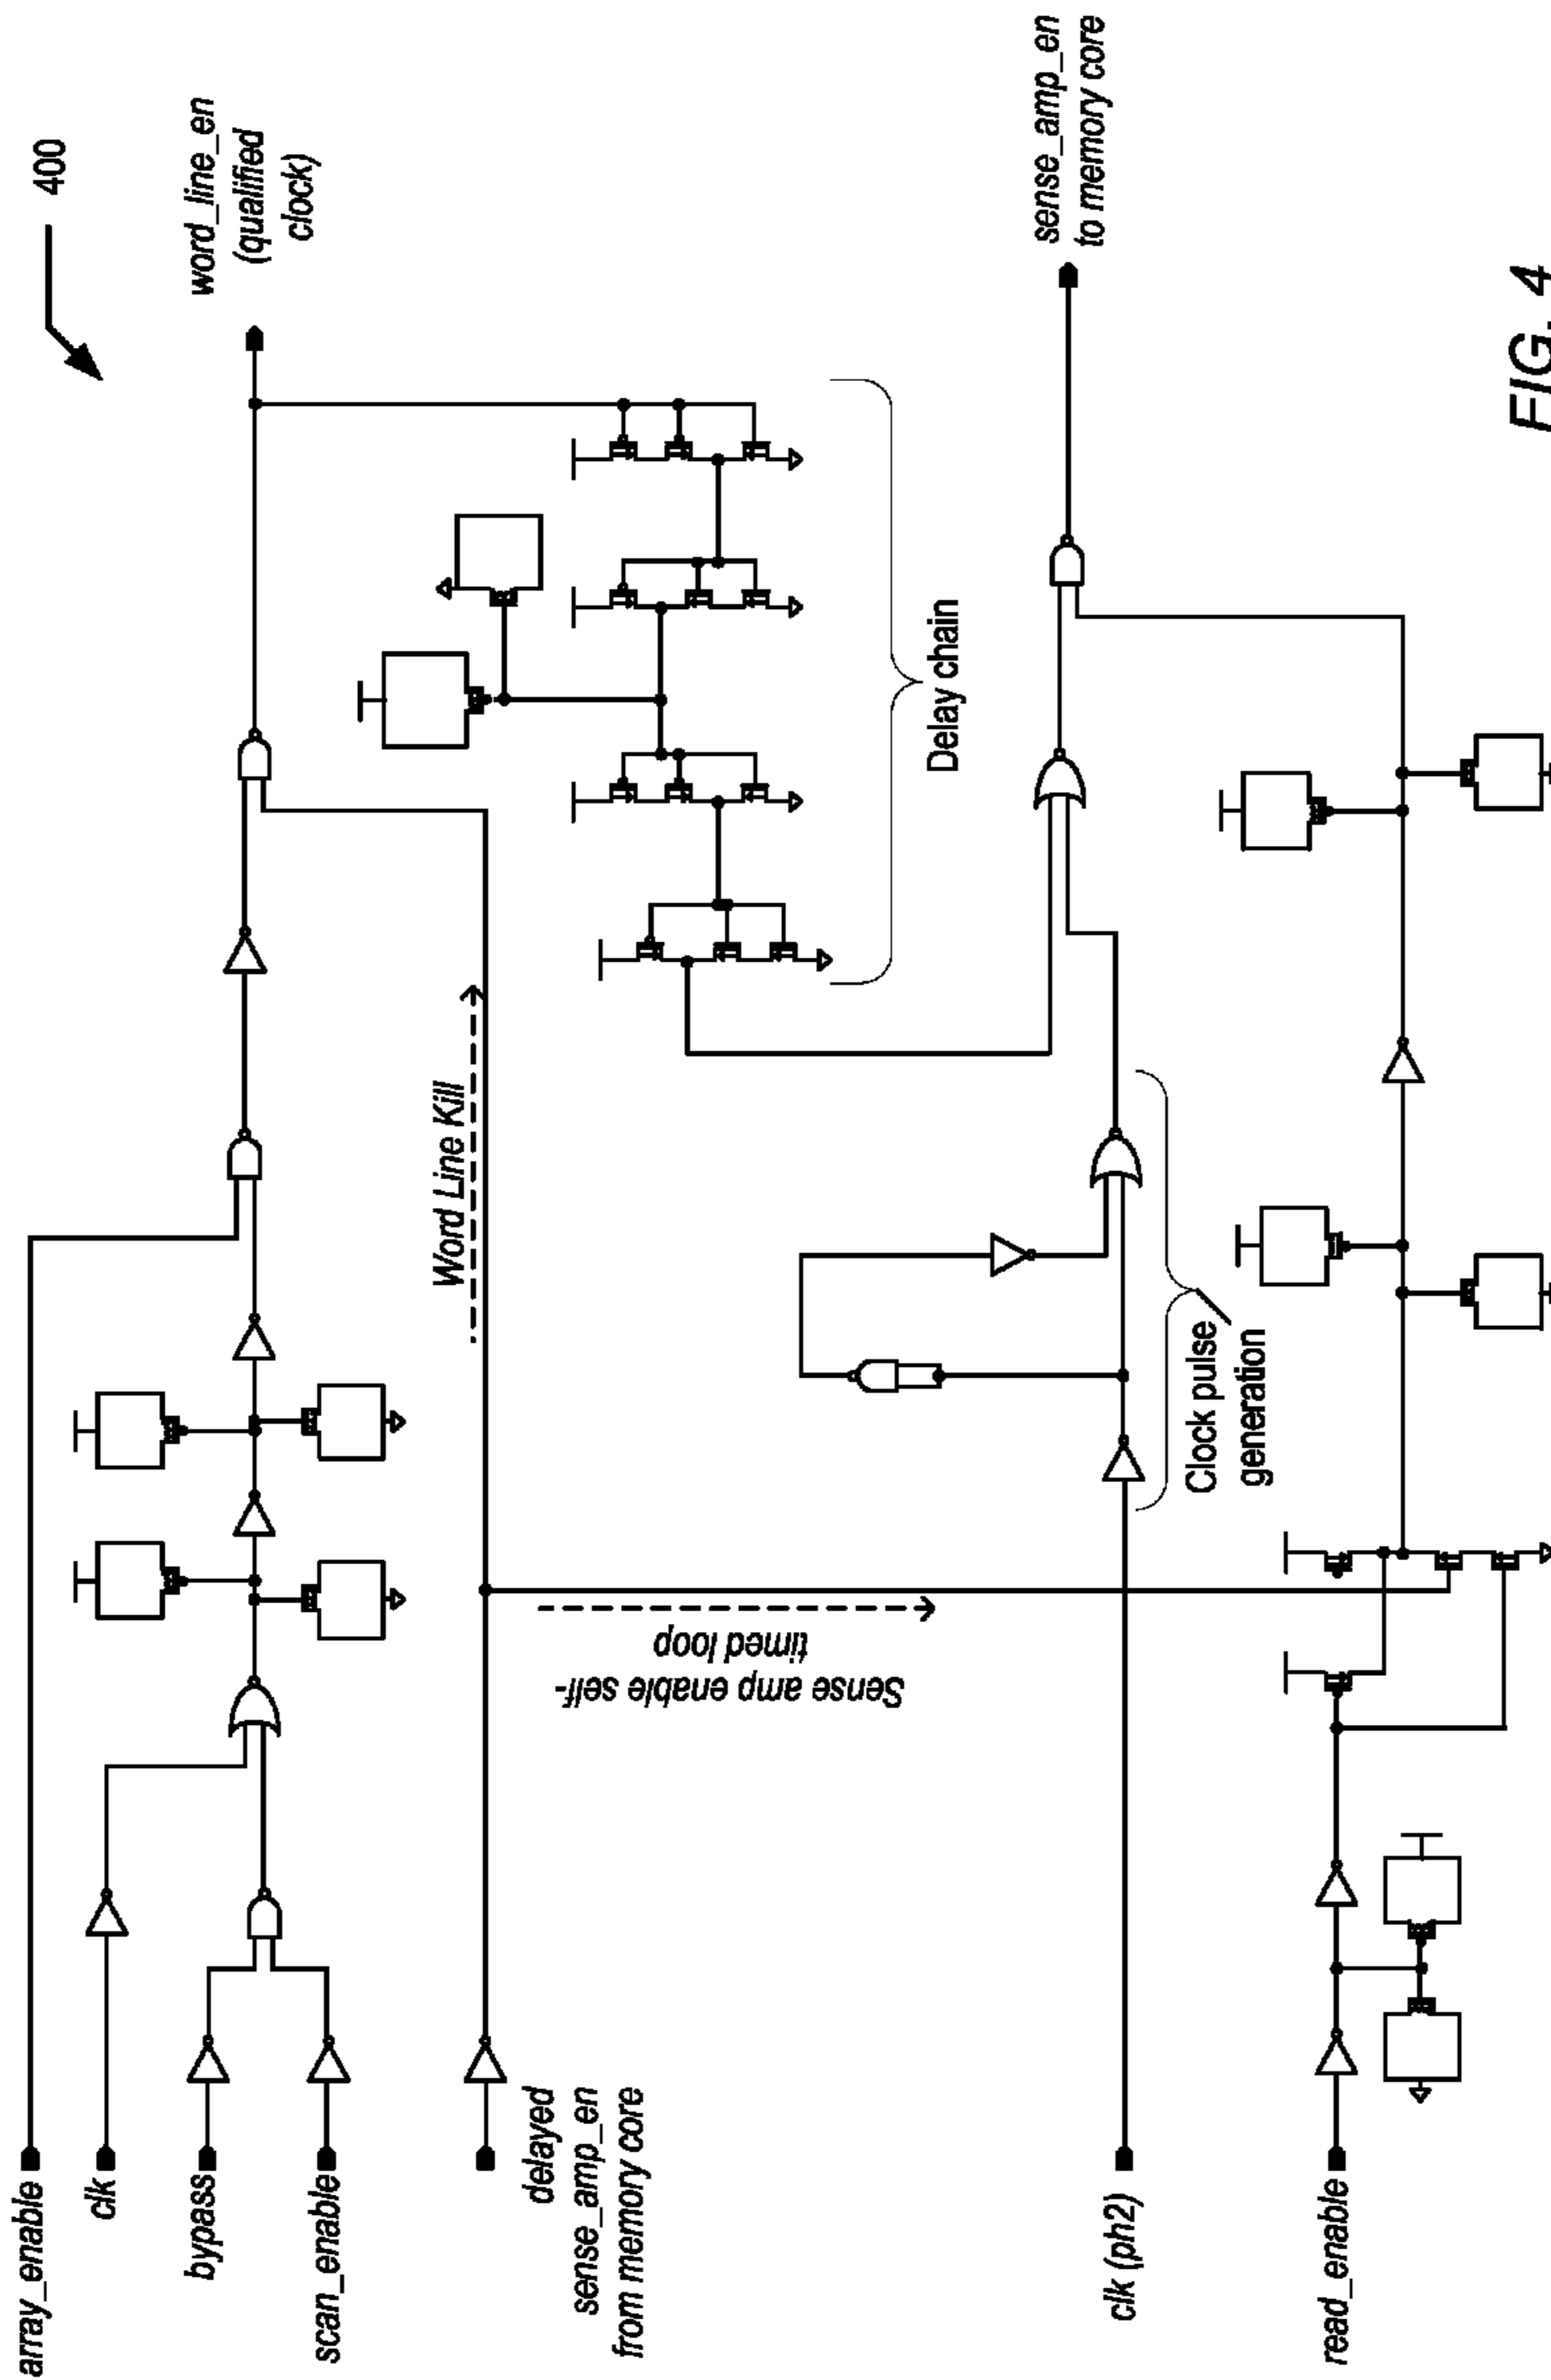 400
array_enable
clk
bypass
scan_enable
word_line_en
(qualified
clock)
Word Line Kill
delayed
sense_amp_en
from memory core
Sense amp enable self-
timed loop
Delay chain
clk (ph2)
Clock pulse
generation
sense_amp_en
to memory core
read_enable
FIG. 4